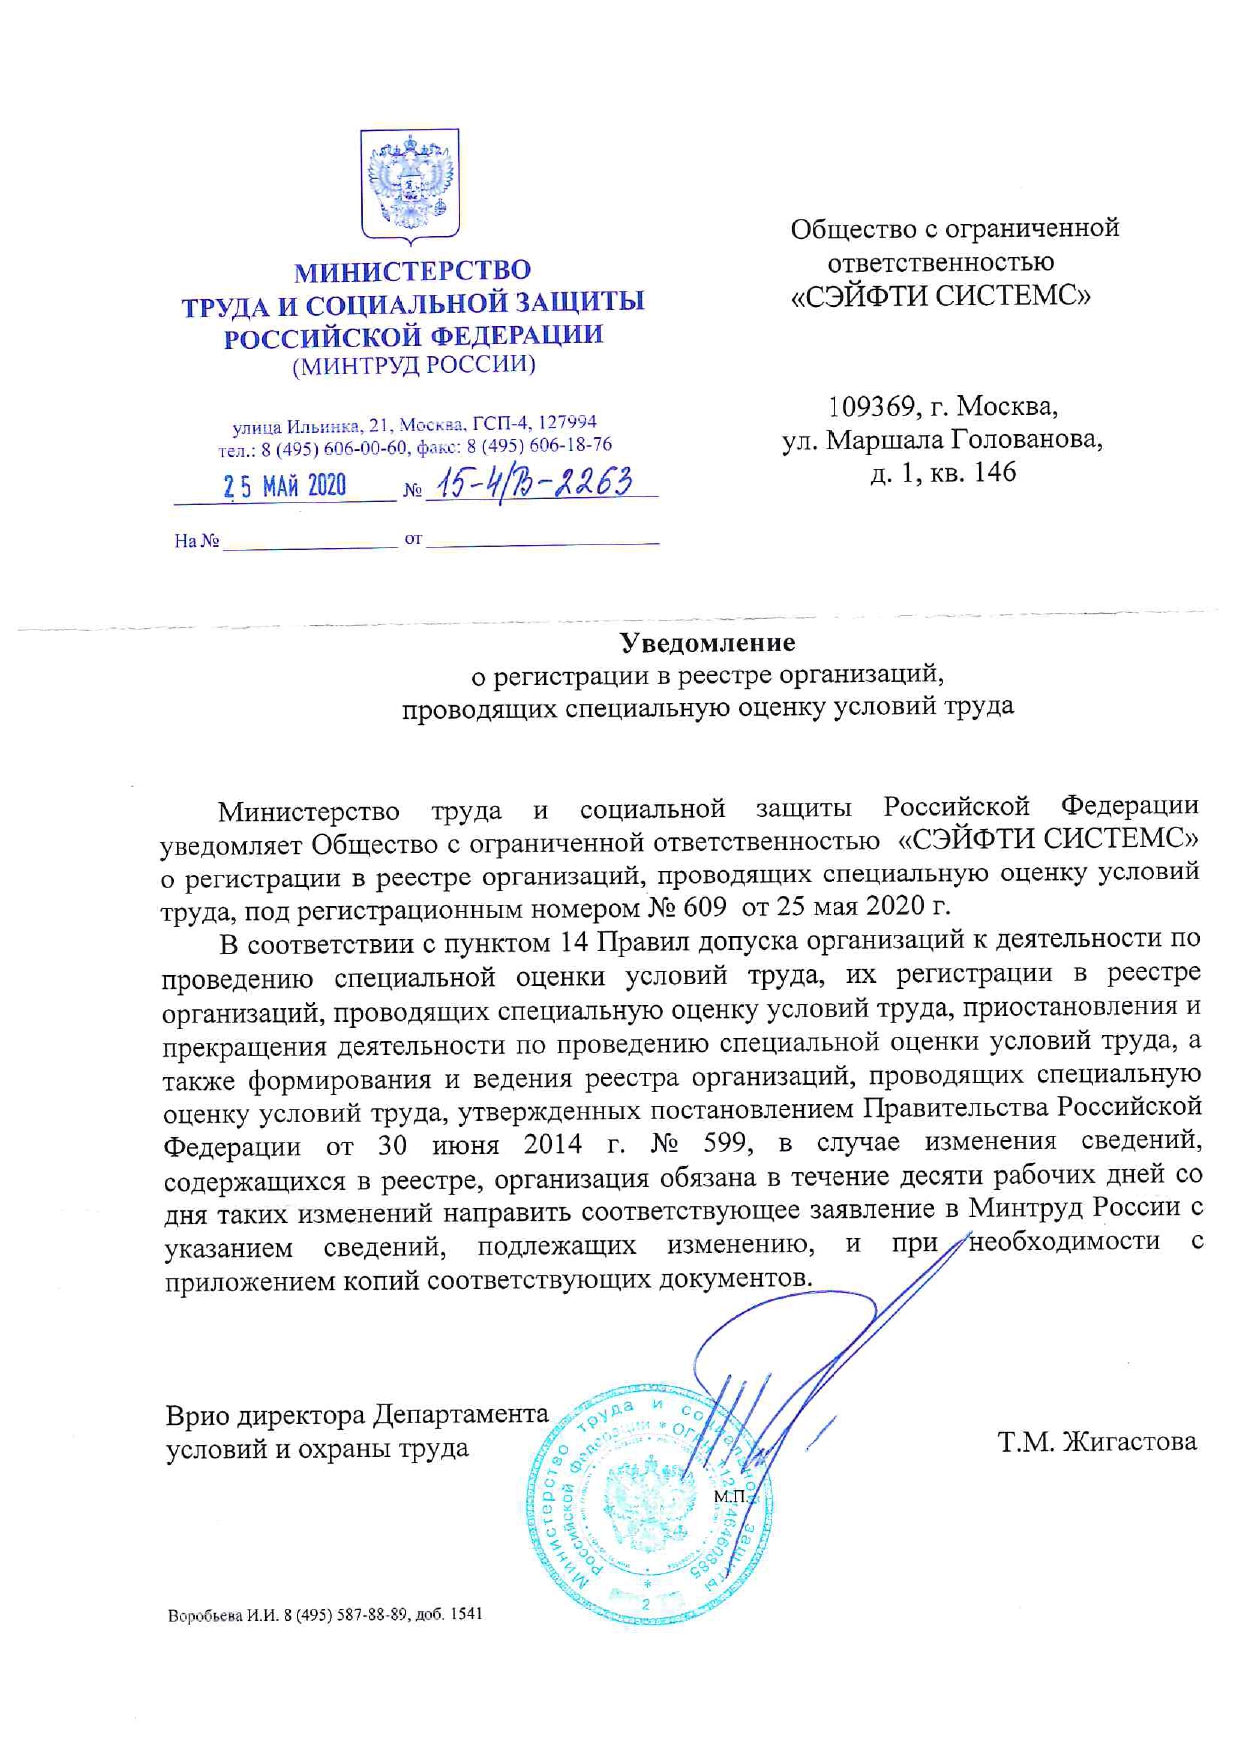 МИНИСТЕРСТВО
ТРУДА И СОЦИАЛЬНОЙ ЗАЩИТЫ
РОССИЙСКОЙ ФЕДЕРАЦИИ
(МИНТРУД РОССИИ)
улица Ильинка, 21, Москва, ГСП-4, 127994
тел.: 8 (495) 606-00-60, факс: 8 (495) 606-18-76
25 МАЙ 2020 № 15-4/В-2263
На № от
Общество с ограниченной
ответственностью
«СЭЙФТИ СИСТЕМС»
109369, г. Москва,
ул. Маршала Голованова,
д. 1, кв. 146
Уведомление
о регистрации в реестре организаций,
проводящих специальную оценку условий труда
Министерство труда и социальной защиты Российской Федерации
уведомляет Общество с ограниченной ответственностью «СЭЙФТИ СИСТЕМС»
о регистрации в реестре организаций, проводящих специальную оценку условий
труда, под регистрационным номером № 609 от 25 мая 2020 г.
В соответствии с пунктом 14 Правил допуска организаций к деятельности по
проведению специальной оценки условий труда, их регистрации в реестре
организаций, проводящих специальную оценку условий труда, приостановления и
прекращения деятельности по проведению специальной оценки условий труда, а
также формирования и ведения реестра организаций, проводящих специальную
оценку условий труда, утвержденных постановлением Правительства Российской
Федерации от 30 июня 2014 г. № 599, в случае изменения сведений,
содержащихся в реестре, организация обязана в течение десяти рабочих дней со
дня таких изменений направить соответствующее заявление в Минтруд России с
указанием сведений, подлежащих изменению, и при необходимости с
приложением копий соответствующих документов.
Врио директора Департамента
условий и охраны труда
Т.М. Жигастова
Министерство труда и социальной защиты
Российской Федерации * ОГРН
М.П.
2
Воробьева И.И. 8 (495) 587-88-89, доб. 1541